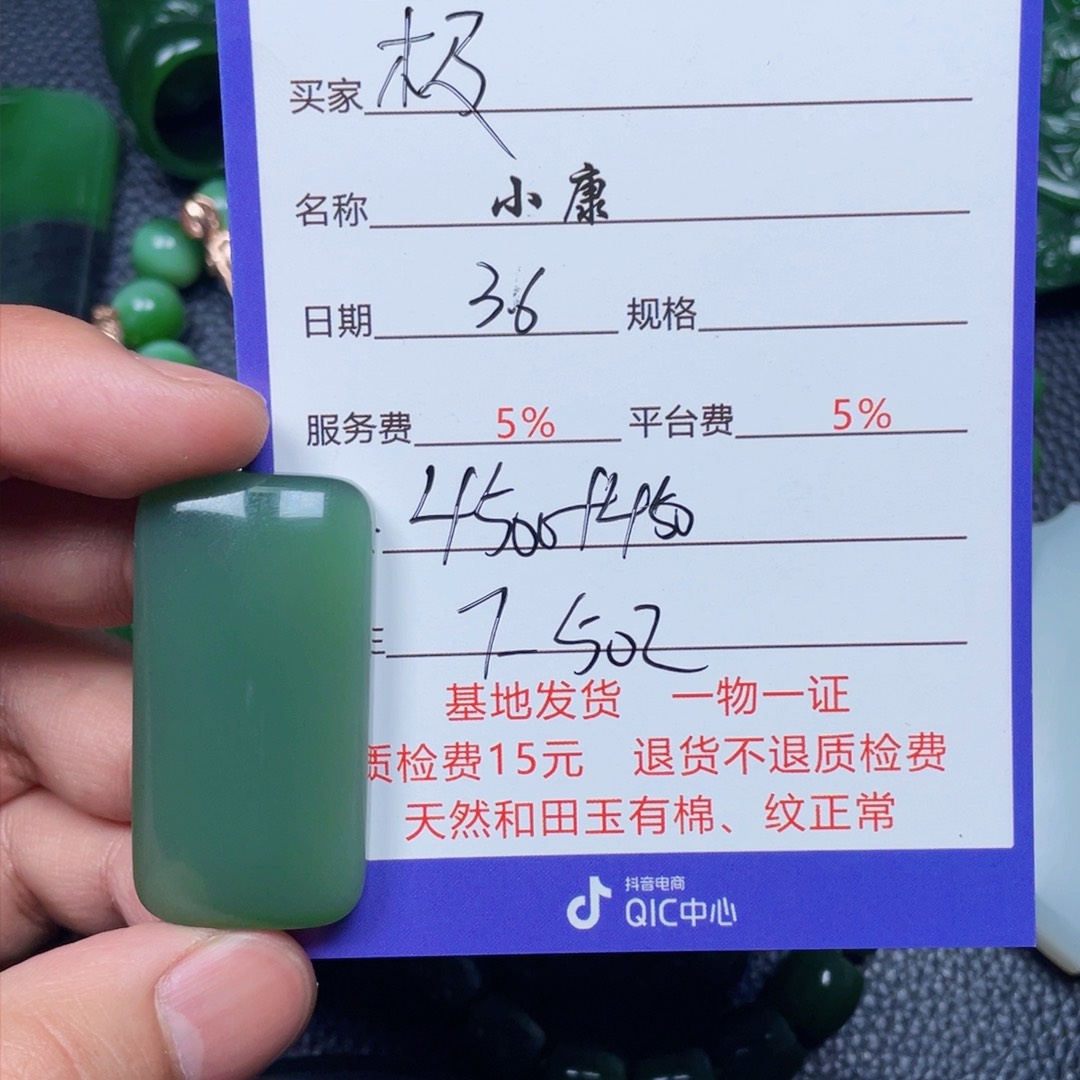 买家 杨
名称 小康
日期 3.6 规格
服务费 5% 平台费 5%
4500+450
7-502
基地发货 一物一证
质检费15元 退货不退质检费
天然和田玉有棉、纹正常
抖音电商
QIC中心